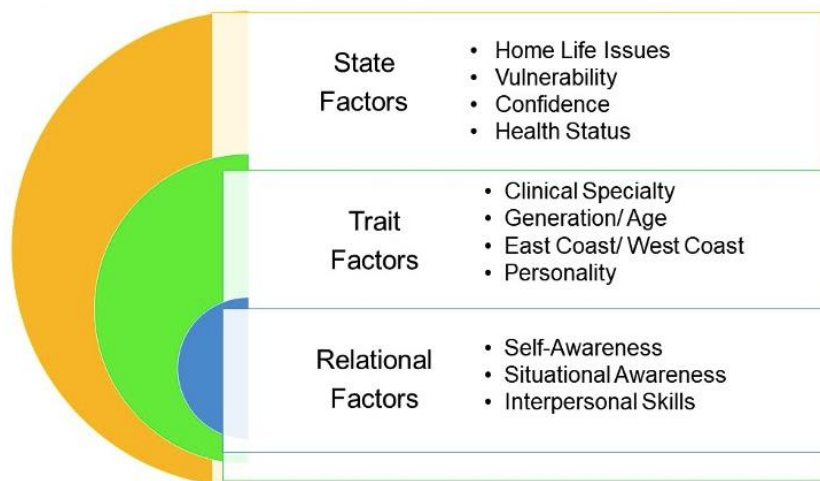 State
Factors
• Home Life Issues
• Vulnerability
• Confidence
• Health Status
Trait
Factors
• Clinical Specialty
• Generation/ Age
• East Coast/ West Coast
• Personality
Relational
Factors
• Self-Awareness
• Situational Awareness
• Interpersonal Skills